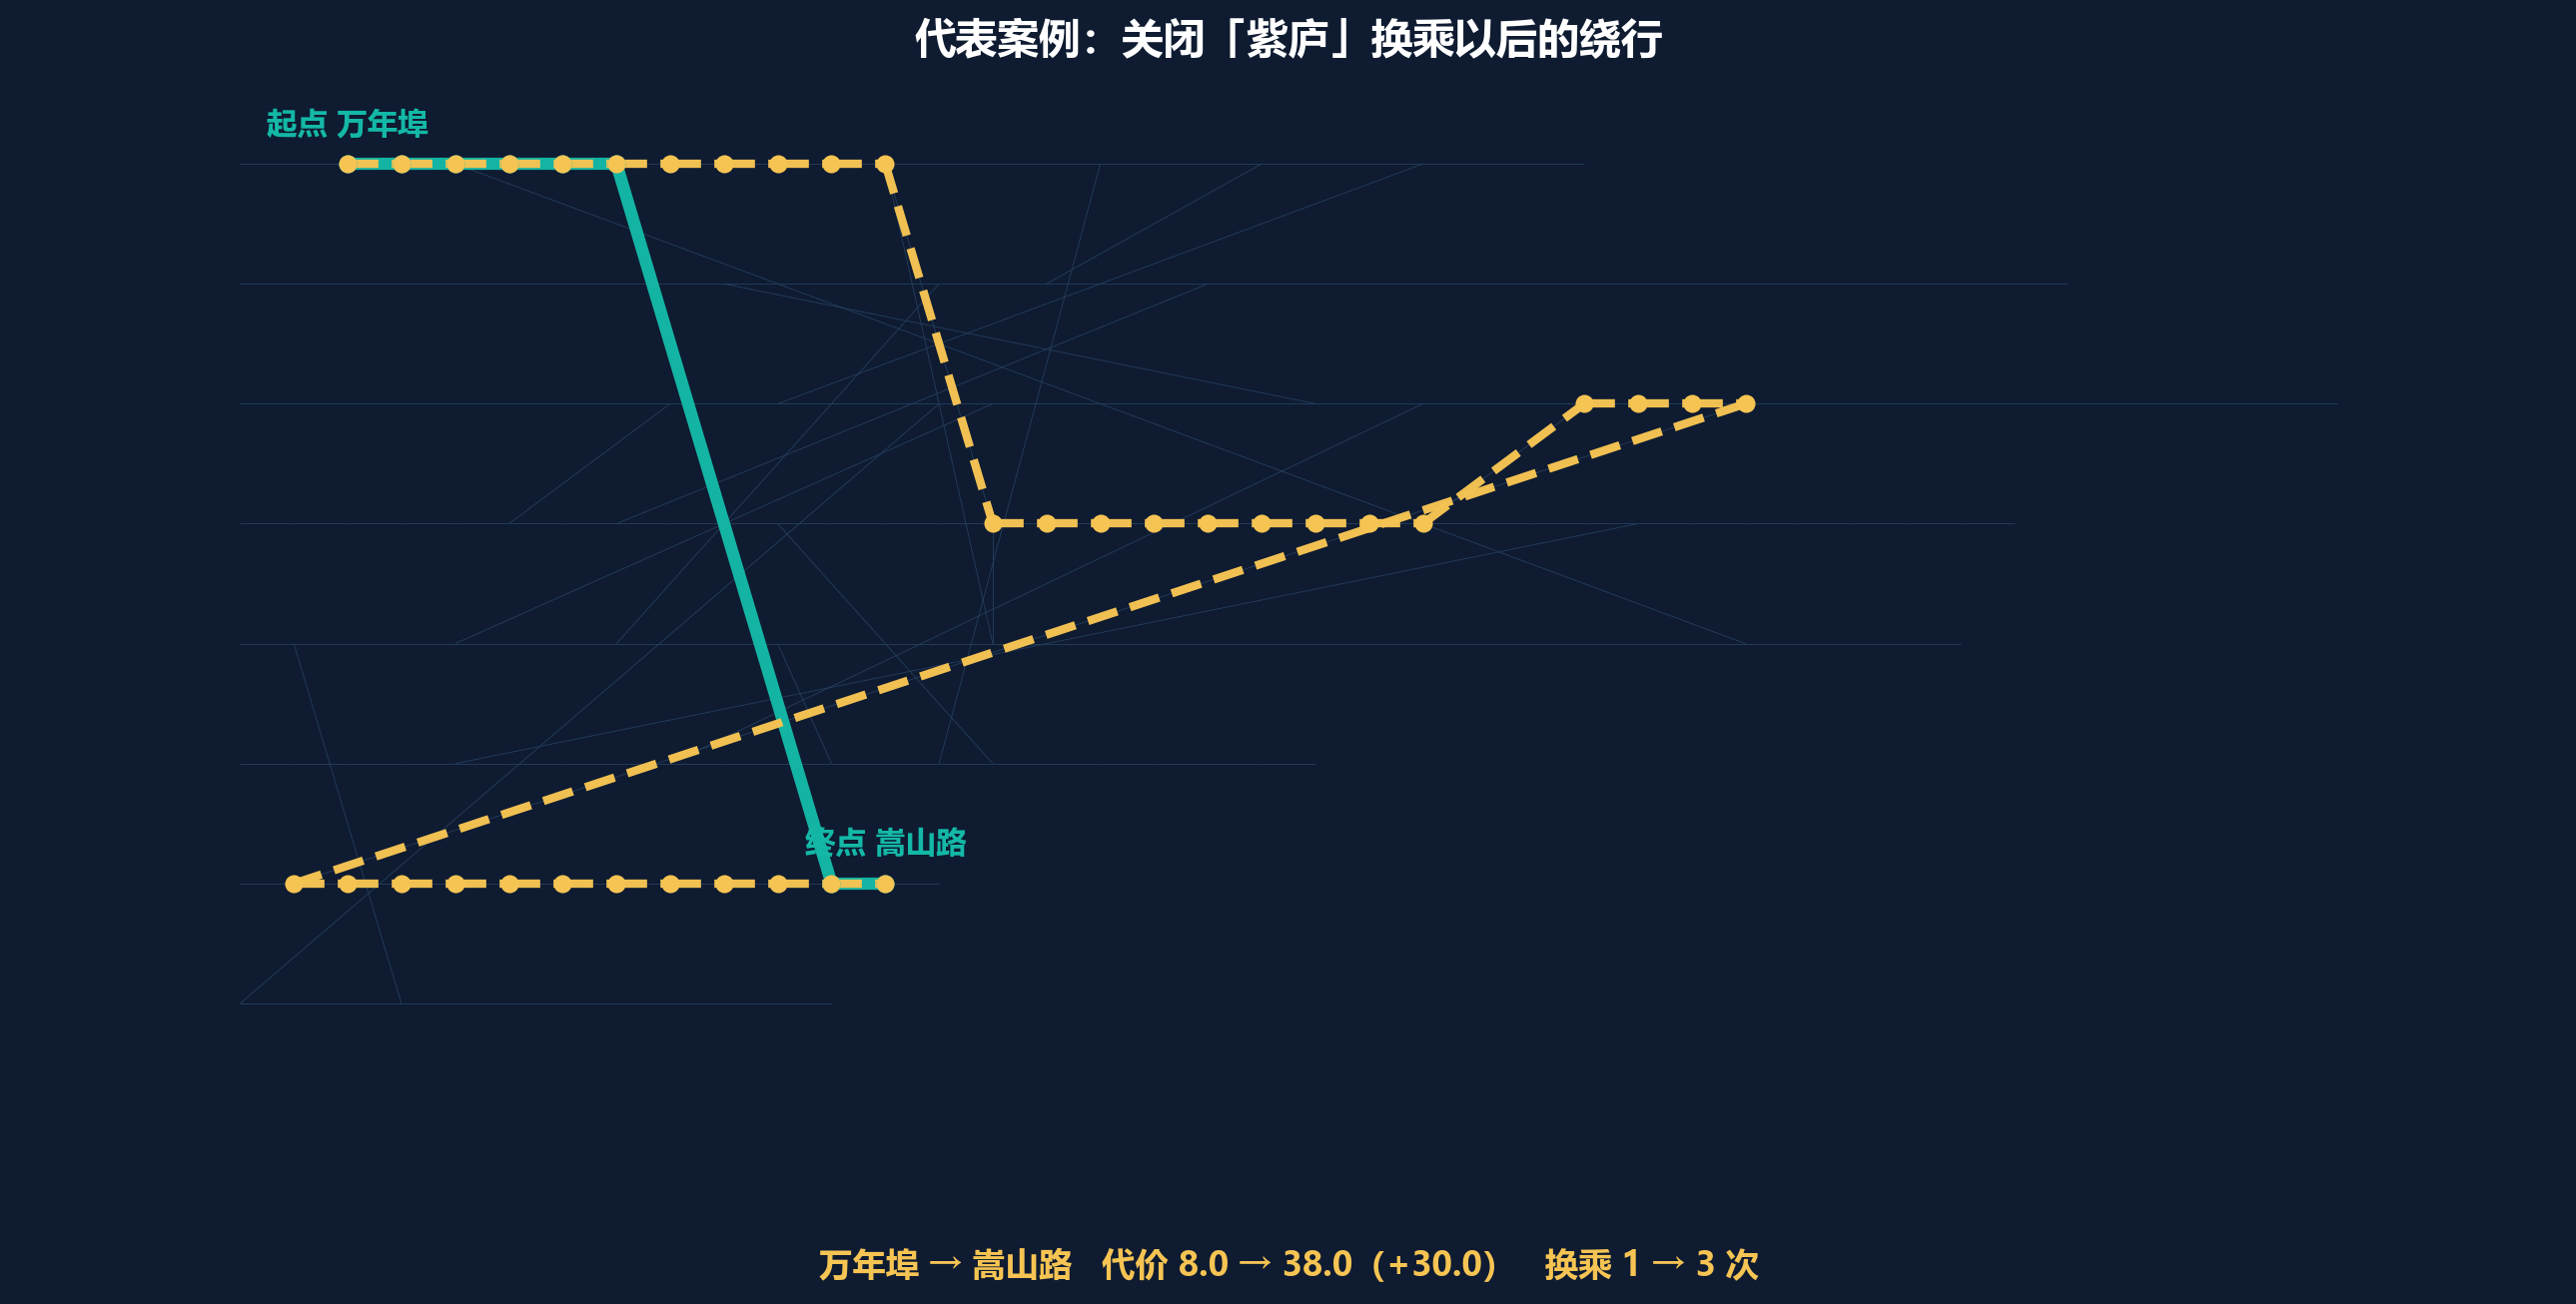 代表案例：关闭「紫庐」换乘以后的绕行
起点 万年埠
终点 嵩山路
万年埠 → 嵩山路 代价 8.0 → 38.0（+30.0） 换乘 1 → 3 次